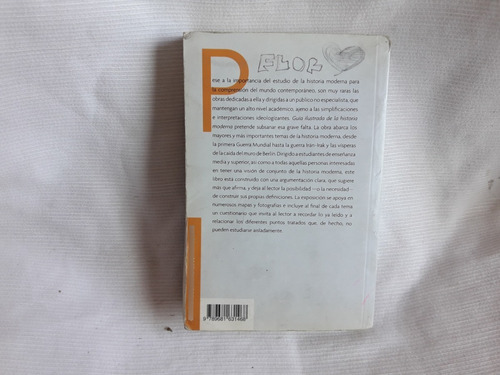 FLOR
Pese a la importancia del estudio de la historia moderna para
la comprensión del mundo contemporáneo, son muy raras las
obras dedicadas a ella y dirigidas a un público no especialista, que
mantengan un alto nivel académico, ajeno a las simplificaciones
e interpretaciones ideologizantes. Guía ilustrada de la historia
moderna pretende subsanar esa grave falta. La obra abarca los
mayores y más importantes temas de la historia moderna, desde
la primera Guerra Mundial hasta la guerra Irán-Irak y las vísperas
de la caída del muro de Berlín. Dirigido a estudiantes de enseñanza
media y superior, así como a todas aquellas personas interesadas
en tener una visión de conjunto de la historia moderna, este
libro está construido con una argumentación clara, que sugiere
más que afirma, y deja al lector la posibilidad —o la necesidad—
de construir sus propias definiciones. La exposición se apoya en
numerosos mapas y fotografías e incluye al final de cada tema
un cuestionario que invita al lector a recordar lo ya leído y a
relacionar los diferentes puntos tratados que, de hecho, no
pueden estudiarse aisladamente.
9 789681 631468